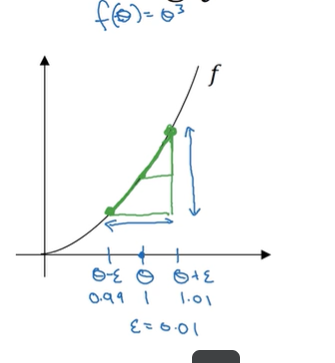 f(θ) = θ³
f
θ-ε θ θ+ε
0.99 1 1.01
ε = 0.01